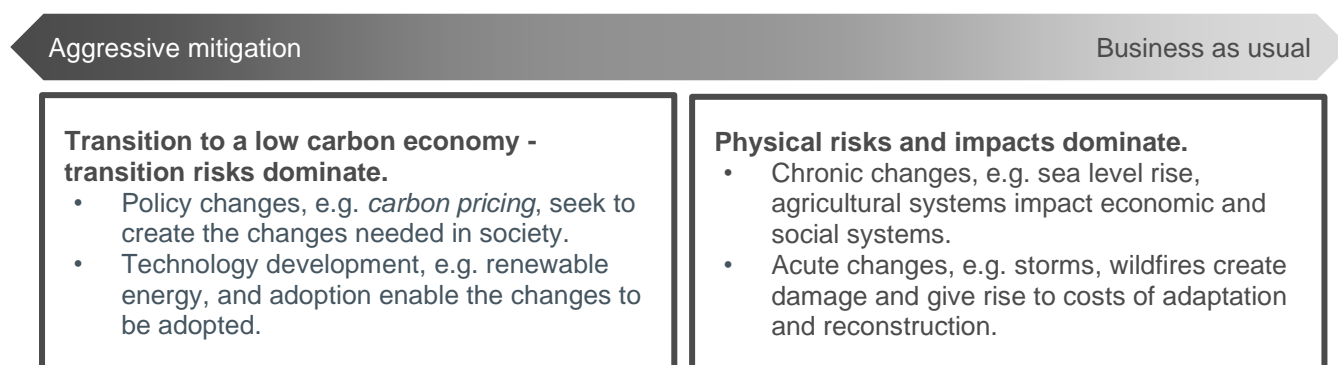 Aggressive mitigation
Business as usual
Transition to a low carbon economy -
transition risks dominate.
• Policy changes, e.g. carbon pricing, seek to
create the changes needed in society.
• Technology development, e.g. renewable
energy, and adoption enable the changes to
be adopted.
Physical risks and impacts dominate.
• Chronic changes, e.g. sea level rise,
agricultural systems impact economic and
social systems.
• Acute changes, e.g. storms, wildfires create
damage and give rise to costs of adaptation
and reconstruction.